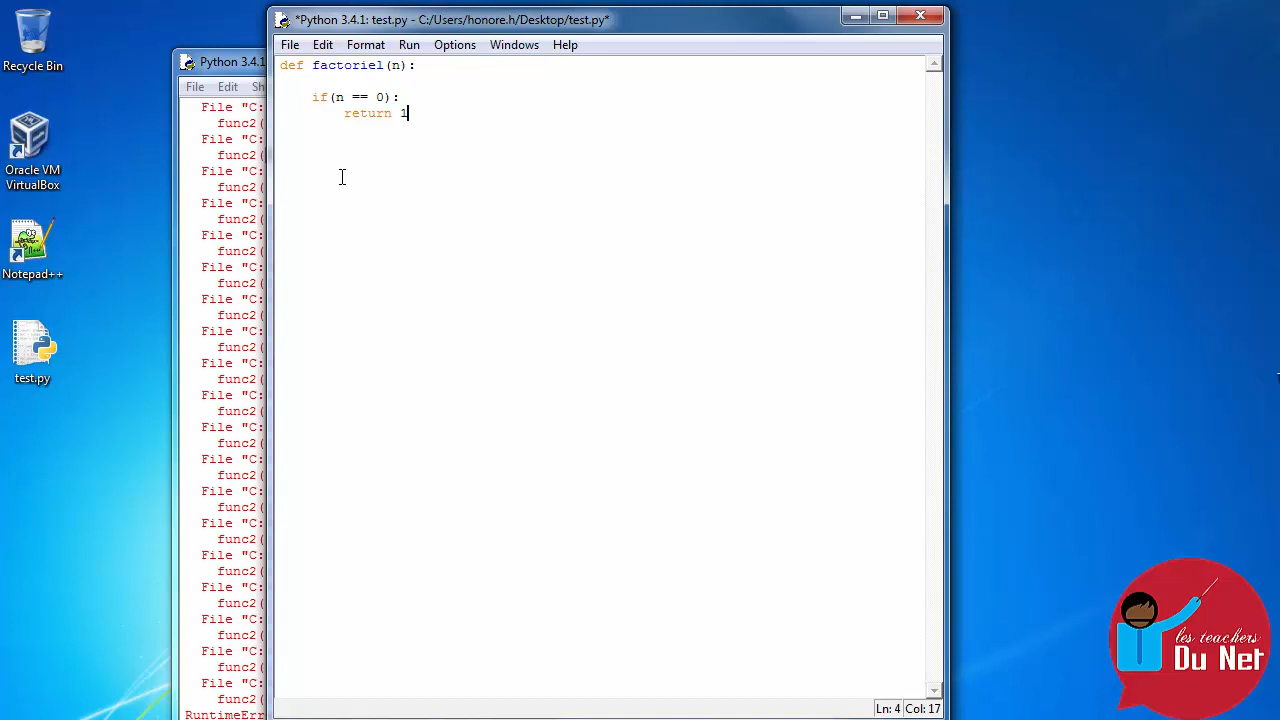 *Python 3.4.1: test.py - C:/Users/honore.h/Desktop/test.py*
File Edit Format Run Options Windows Help
def factoriel(n):
if(n == 0):
return 1
Ln: 4 Col: 17
Python 3.4.1
File Edit Sh
File "C:
func2(
File "C:
func2(
File "C:
func2(
File "C:
func2(
File "C:
func2(
File "C:
func2(
File "C:
func2(
File "C:
func2(
File "C:
func2(
File "C:
func2(
File "C:
func2(
File "C:
func2(
File "C:
func2(
File "C:
func2(
File "C:
func2(
File "C:
func2(
File "C:
func2(
File "C:
func2(
File "C:
func2(
RuntimeErr
Recycle Bin
Oracle VM
VirtualBox
Notepad++
test.py
les teachers
Du Net